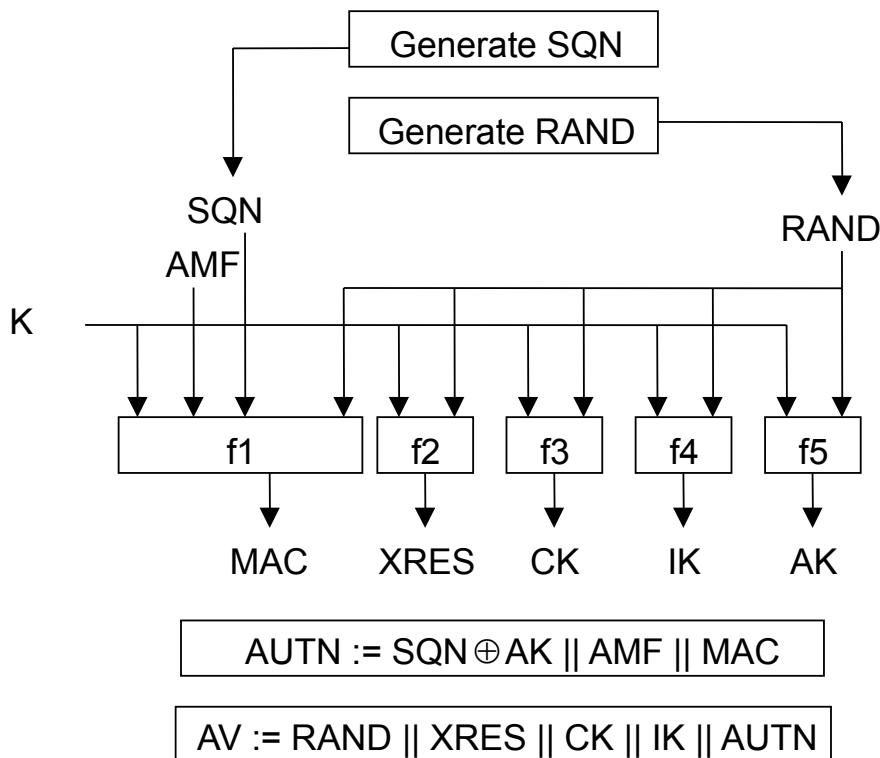 Generate SQN
Generate RAND
SQN
RAND
AMF
K
f1 f2 f3 f4 f5
MAC XRES CK IK AK
AUTN := SQN⊕AK || AMF || MAC
AV := RAND || XRES || CK || IK || AUTN